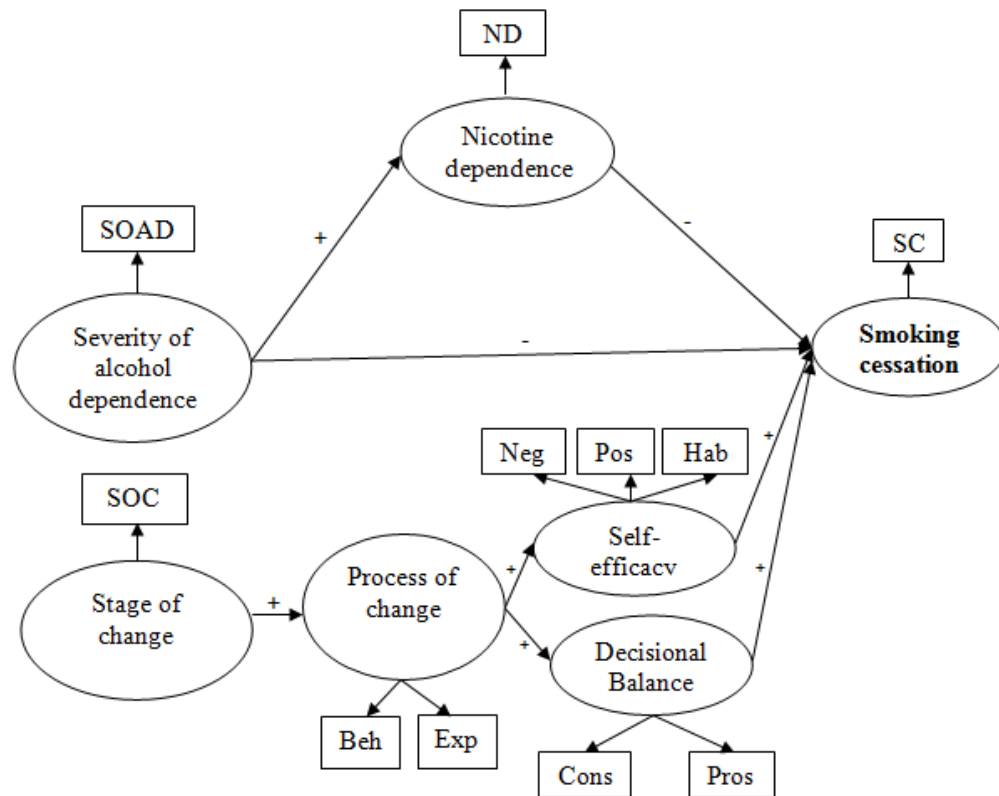 ND
Nicotine
dependence
SOAD
+
-
SC
Severity of
alcohol
dependence
-
Smoking
cessation
Neg
Pos
Hab
+
SOC
Self-
efficacv
Process of
change
+
+
Stage of
change
+
+
Decisional
Balance
Beh
Exp
Cons
Pros